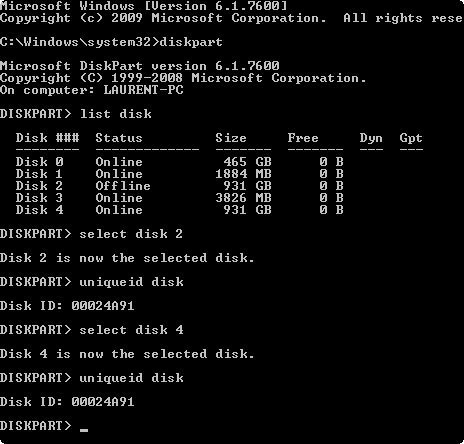 Microsoft Windows [Version 6.1.7600]
Copyright (c) 2009 Microsoft Corporation.  All rights rese
C:\Windows\system32>diskpart
Microsoft DiskPart version 6.1.7600
Copyright (C) 1999-2008 Microsoft Corporation.
On computer: LAURENT-PC
DISKPART> list disk
  Disk ###  Status         Size     Free     Dyn  Gpt
  --------  -------------  -------  -------  ---  ---
  Disk 0    Online          465 GB      0 B
  Disk 1    Online         1884 MB      0 B
  Disk 2    Offline         931 GB      0 B
  Disk 3    Online         3826 MB      0 B
  Disk 4    Online          931 GB      0 B
DISKPART> select disk 2
Disk 2 is now the selected disk.
DISKPART> uniqueid disk
Disk ID: 00024A91
DISKPART> select disk 4
Disk 4 is now the selected disk.
DISKPART> uniqueid disk
Disk ID: 00024A91
DISKPART> _